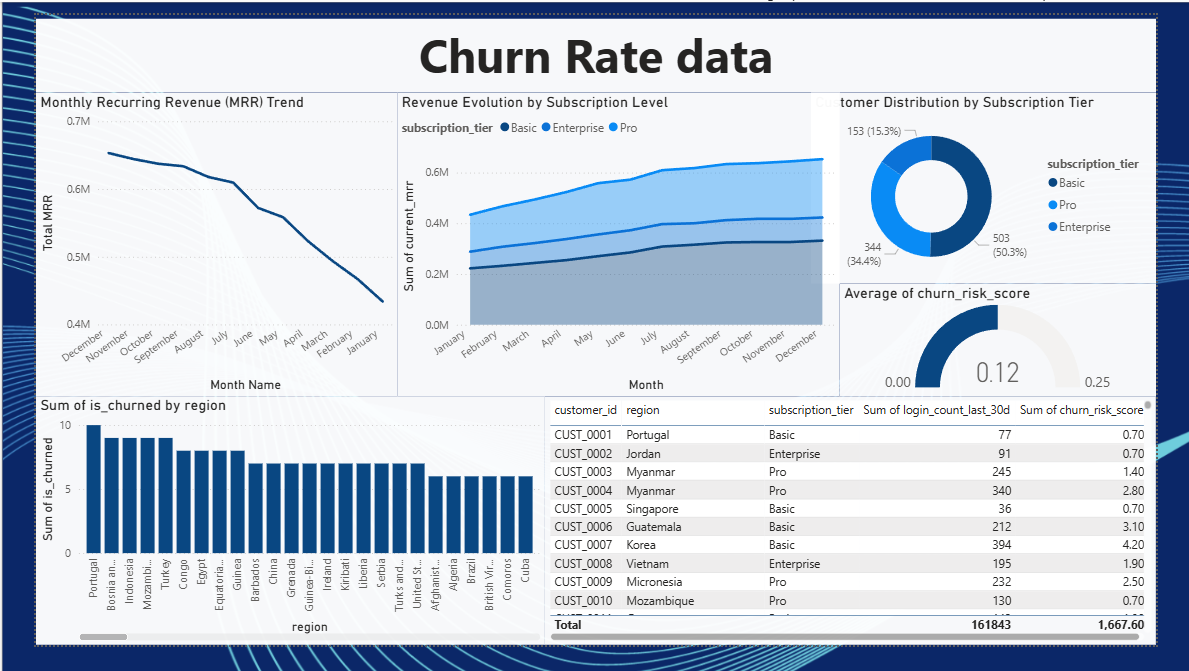 Churn Rate data
Monthly Recurring Revenue (MRR) Trend
0.7M
0.6M
0.5M
0.4M
Total MRR
December
November
October
September
August
July
June
May
April
March
February
January
Month Name
Revenue Evolution by Subscription Level
subscription_tier Basic Enterprise Pro
0.6M
0.4M
0.2M
0.0M
Sum of current_mrr
January
February
March
April
May
June
July
August
September
October
November
December
Month
tomer Distribution by Subscription Tier
153 (15.3%)
344
(34.4%)
503
(50.3%)
subscription_tier
Basic
Pro
Enterprise
Average of churn_risk_score
0.12
0.00
0.25
Sum of is_churned by region
10
5
0
Sum of is_churned
Portugal
Bosnia an...
Indonesia
Mozambi...
Turkey
Congo
Egypt
Equatoria...
Guinea
Barbados
China
Grenada
Guinea-Bi...
Ireland
Kiribati
Liberia
Serbia
Turks and...
United St...
Afghanist...
Algeria
Brazil
British Vir...
Comoros
Cuba
region
customer_id region subscription_tier Sum of login_count_last_30d Sum of churn_risk_score
CUST_0001 Portugal Basic 77 0.70
CUST_0002 Jordan Enterprise 91 0.70
CUST_0003 Myanmar Pro 245 1.40
CUST_0004 Myanmar Pro 340 2.80
CUST_0005 Singapore Basic 36 0.70
CUST_0006 Guatemala Basic 212 3.10
CUST_0007 Korea Basic 394 4.20
CUST_0008 Vietnam Enterprise 195 1.90
CUST_0009 Micronesia Pro 232 2.50
CUST_0010 Mozambique Pro 130 0.70
Total 161843 1,667.60